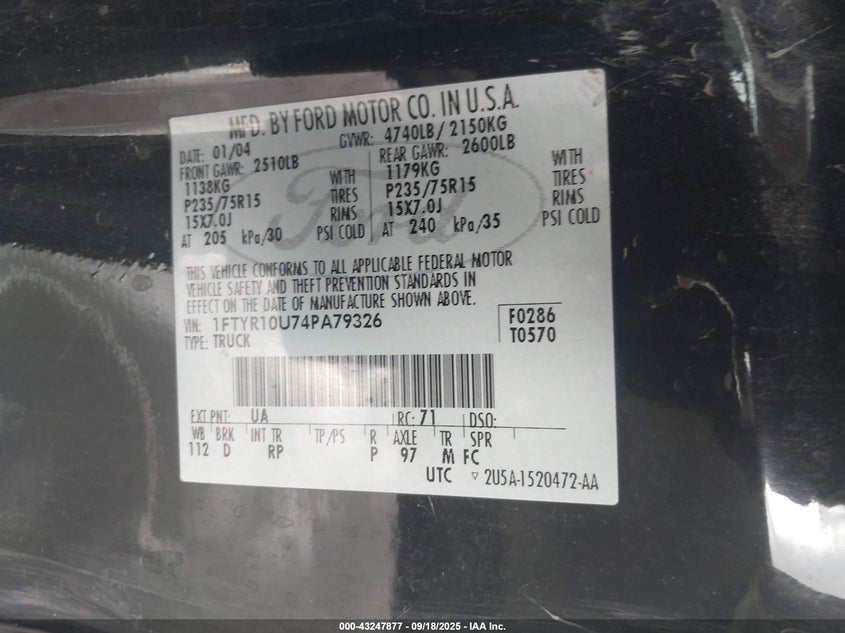 MFD. BY FORD MOTOR CO. IN U.S.A.
DATE: 01/04 GVWR: 4740LB/ 2150KG
FRONT GAWR: 2510LB REAR GAWR: 2600LB
1138KG WITH 1179KG WITH
P235/75R15 TIRES P235/75R15 TIRES
15X7.0J RIMS 15X7.0J RIMS
AT 205 kPa/30 PSI COLD AT 240 kPa/35 PSI COLD
Ford
THIS VEHICLE CONFORMS TO ALL APPLICABLE FEDERAL MOTOR
VEHICLE SAFETY AND THEFT PREVENTION STANDARDS IN
EFFECT ON THE DATE OF MANUFACTURE SHOWN ABOVE.
VIN: 1FTYR10U74PA79326 F0286
TYPE: TRUCK T0570
EXT PNT: UA RC: 71 DSO:
WB BRK INT TR TP/PS R AXLE TR SPR
112 D RP P 97 M FC
UTC ▽ 2U5A-1520472-AA
000-43247877 - 09/18/2025 - IAA Inc.